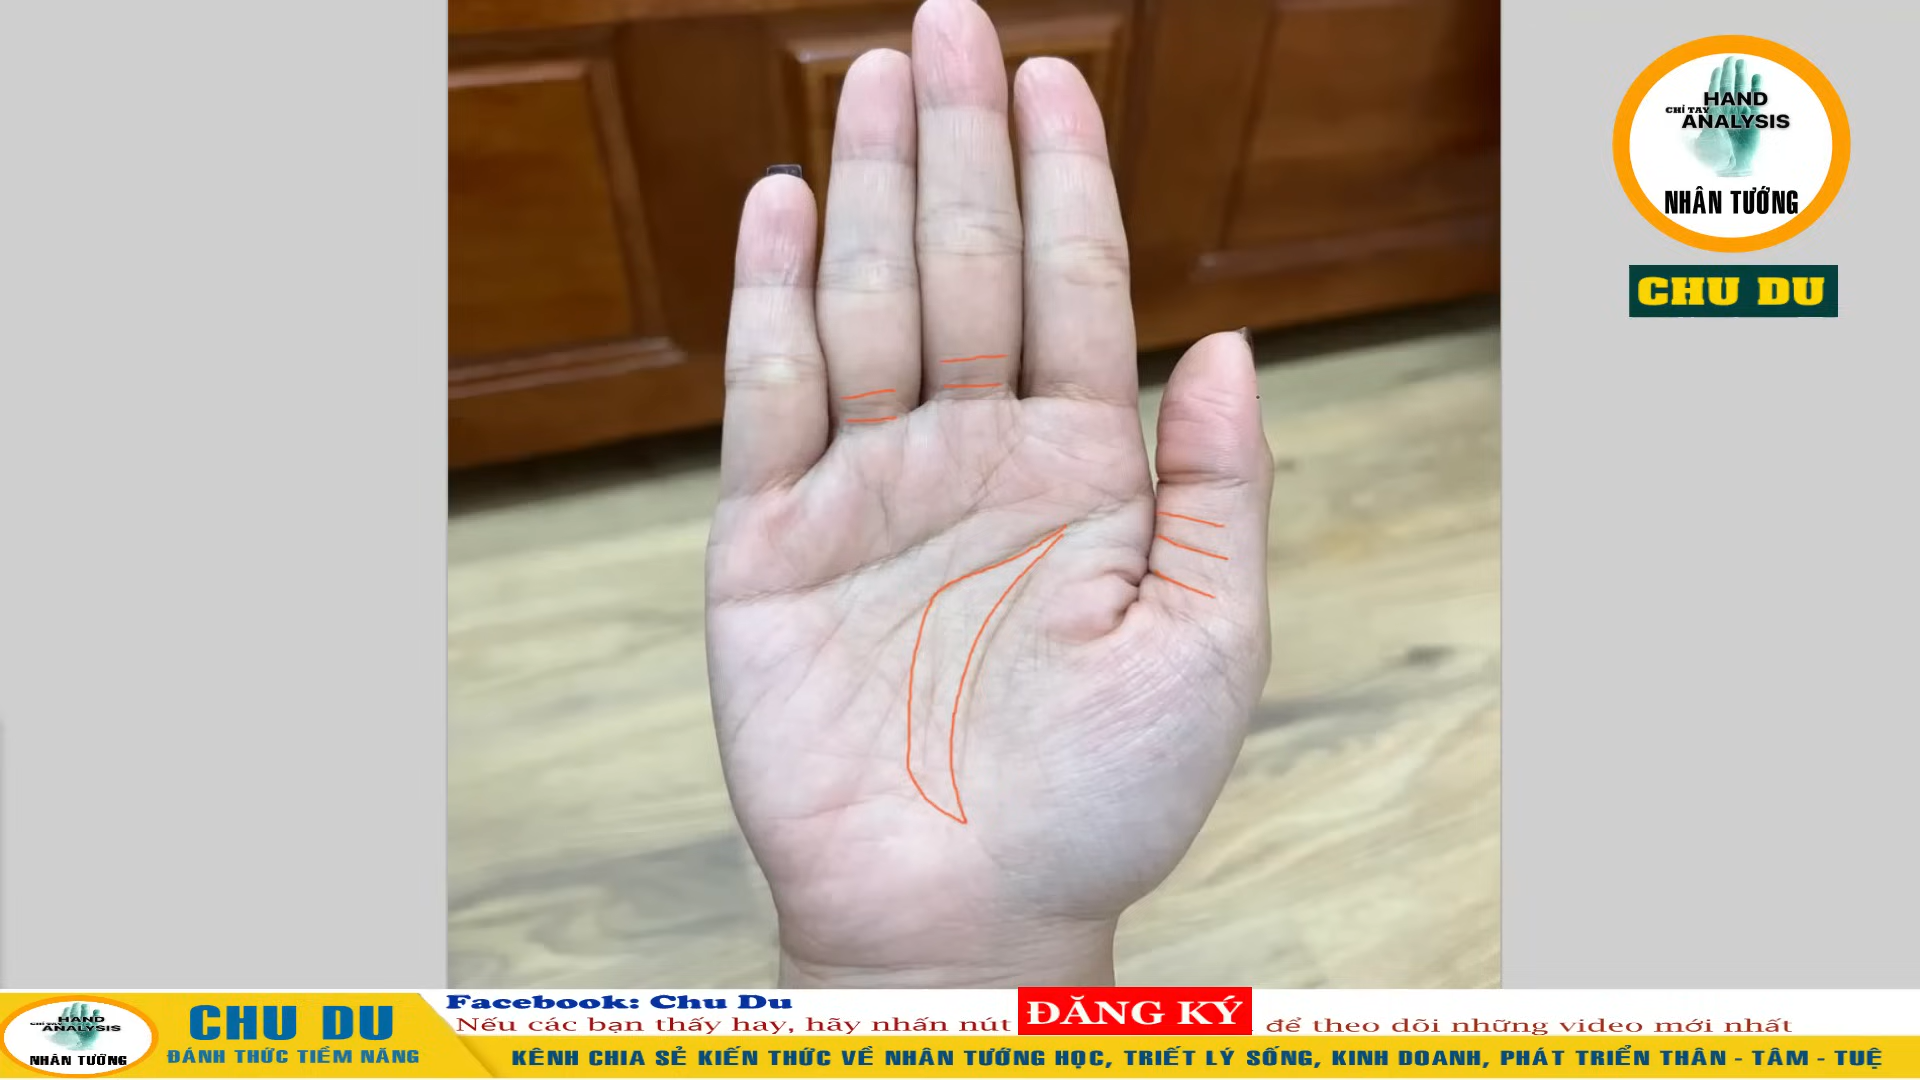 HAND
CHỈ TAY
ANALYSIS
NHÂN TƯỚNG
CHU DU
HAND
CHỈ TAY
ANALYSIS
NHÂN TƯỚNG
CHU DU
ĐÁNH THỨC TIỀM NĂNG
Facebook: Chu Du
Nếu các bạn thấy hay, hãy nhấn nút ĐĂNG KÝ để theo dõi những video mới nhất
KÊNH CHIA SẺ KIẾN THỨC VỀ NHÂN TƯỚNG HỌC, TRIẾT LÝ SỐNG, KINH DOANH, PHÁT TRIỂN THÂN - TÂM - TUỆ